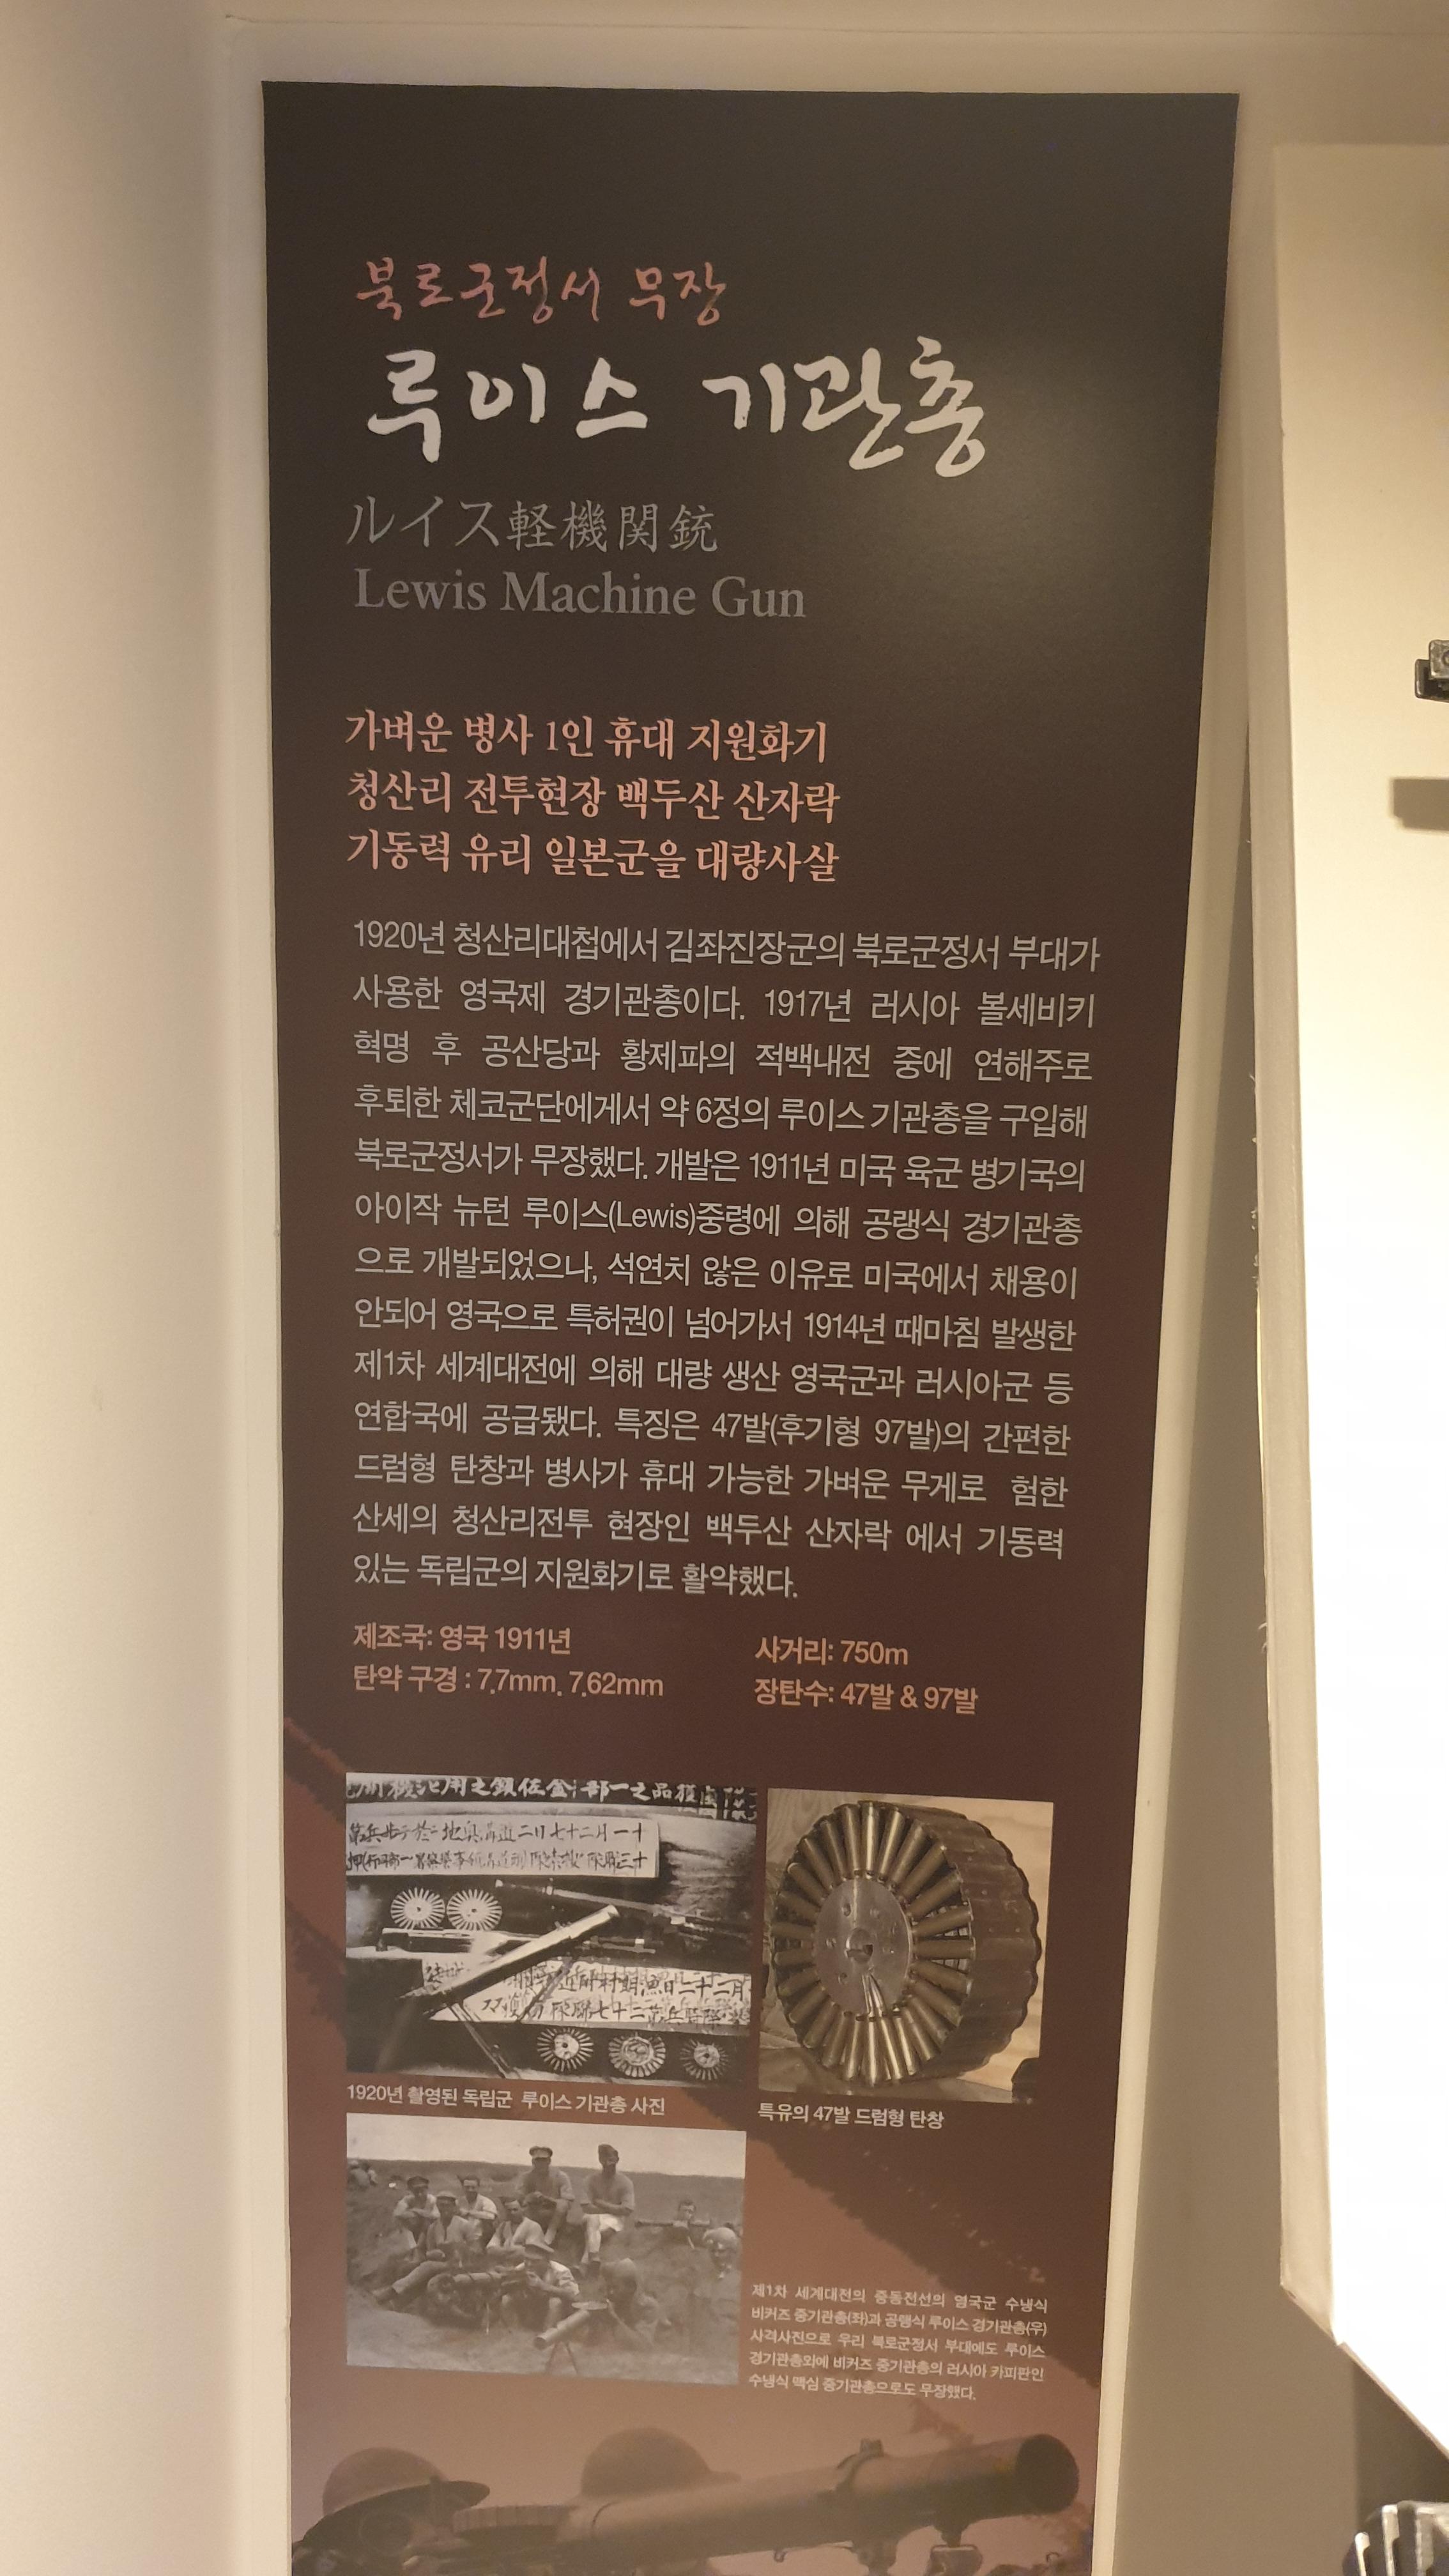 북로군정서 무장
루이스 기관총
ルイス軽機関銃
Lewis Machine Gun
가벼운 병사 1인 휴대 지원화기
청산리 전투현장 백두산 산자락
기동력 유리 일본군을 대량사살
1920년 청산리대첩에서 김좌진장군의 북로군정서 부대가
사용한 영국제 경기관총이다. 1917년 러시아 볼세비키
혁명 후 공산당과 황제파의 적백내전 중에 연해주로
후퇴한 체코군단에게서 약 6정의 루이스 기관총을 구입해
북로군정서가 무장했다. 개발은 1911년 미국 육군 병기국의
아이작 뉴턴 루이스(Lewis)중령에 의해 공랭식 경기관총
으로 개발되었으나, 석연치 않은 이유로 미국에서 채용이
안되어 영국으로 특허권이 넘어가서 1914년 때마침 발생한
제1차 세계대전에 의해 대량 생산 영국군과 러시아군 등
연합국에 공급됐다. 특징은 47발(후기형 97발)의 간편한
드럼형 탄창과 병사가 휴대 가능한 가벼운 무게로 험한
산세의 청산리전투 현장인 백두산 산자락 에서 기동력
있는 독립군의 지원화기로 활약했다.
제조국: 영국 1911년
탄약 구경 : 7.7mm, 7.62mm
사거리: 750m
장탄수: 47발 & 97발
1920년 촬영된 독립군 루이스 기관총 사진
특유의 47발 드럼형 탄창
제1차 세계대전의 중동전선의 영국군 수냉식
비커즈 중기관총(좌)과 공랭식 루이스 경기관총(우)
사격사진으로 우리 북로군정서 부대에도 루이스
경기관총외에 비커즈 중기관총의 러시아 카피판인
수냉식 맥심 중기관총으로도 무장했다.